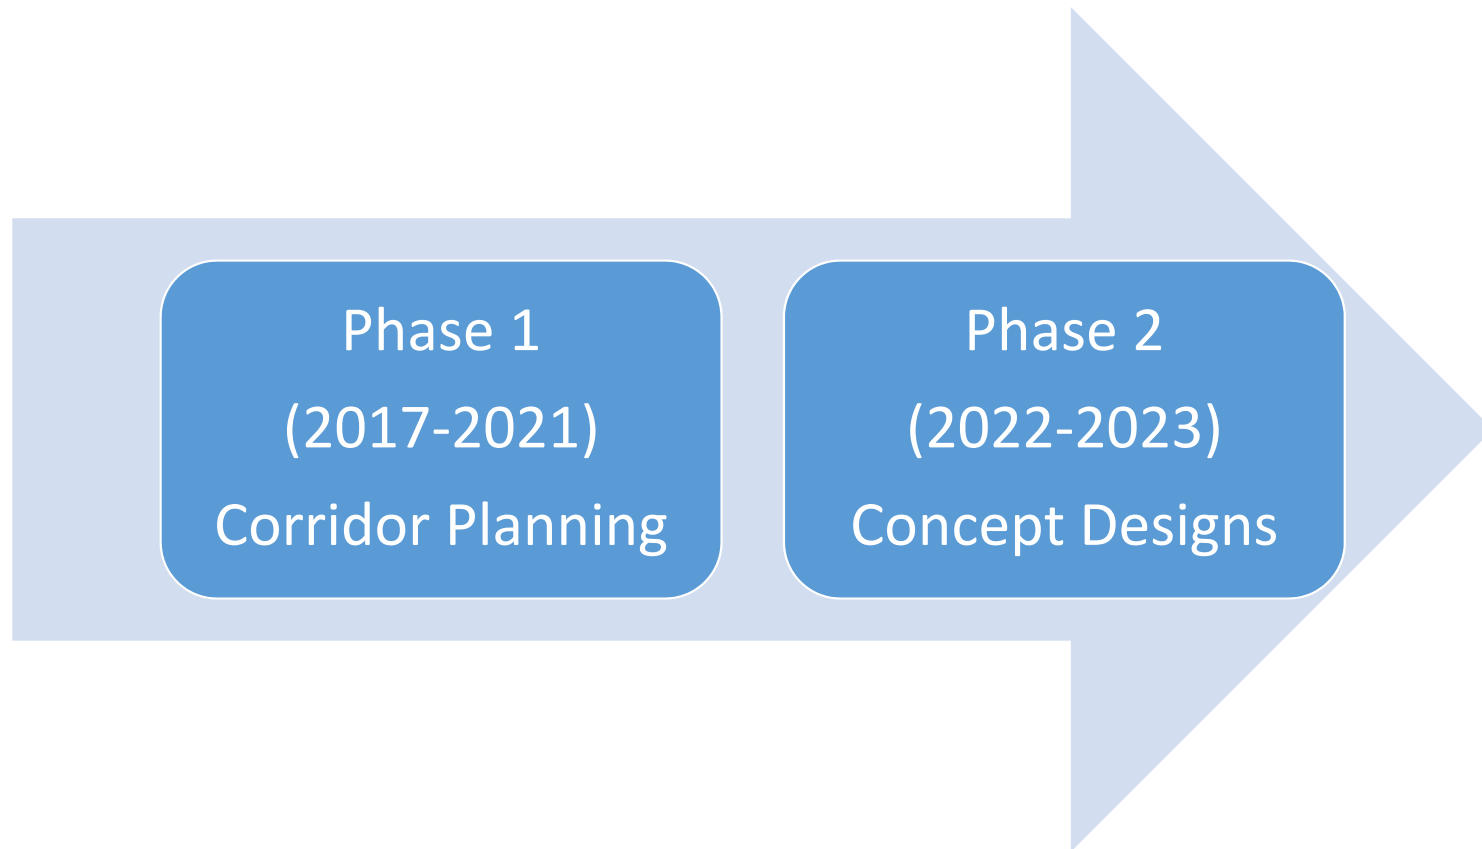 Phase 1
(2017-2021)
Corridor Planning
Phase 2
(2022-2023)
Concept Designs